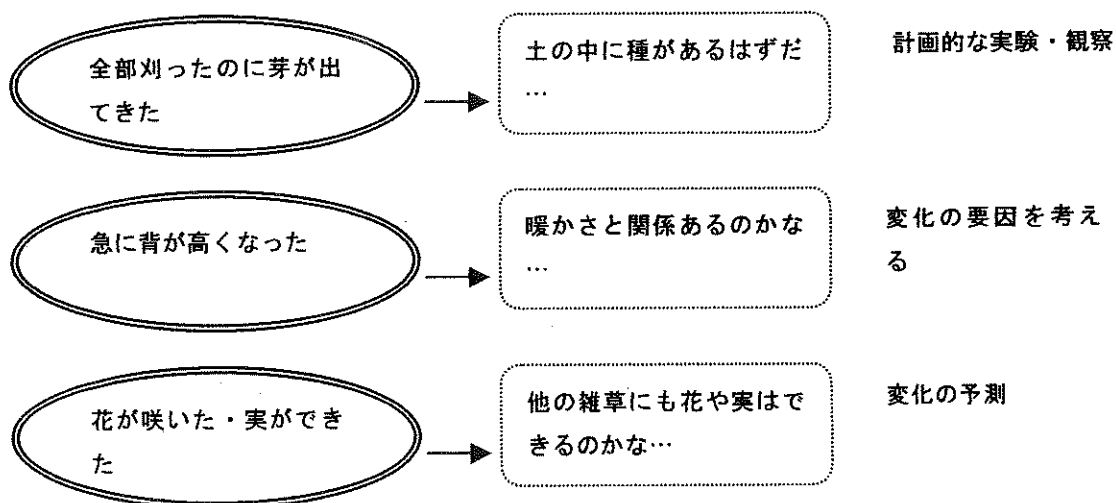 全部刈ったのに芽が出
てきた
土の中に種があるはずだ
…
計画的な実験・観察
急に背が高くなった
暖かさと関係あるのかな
…
変化の要因を考え
る
花が咲いた・実ができ
た
他の雑草にも花や実はで
きるのかな…
変化の予測